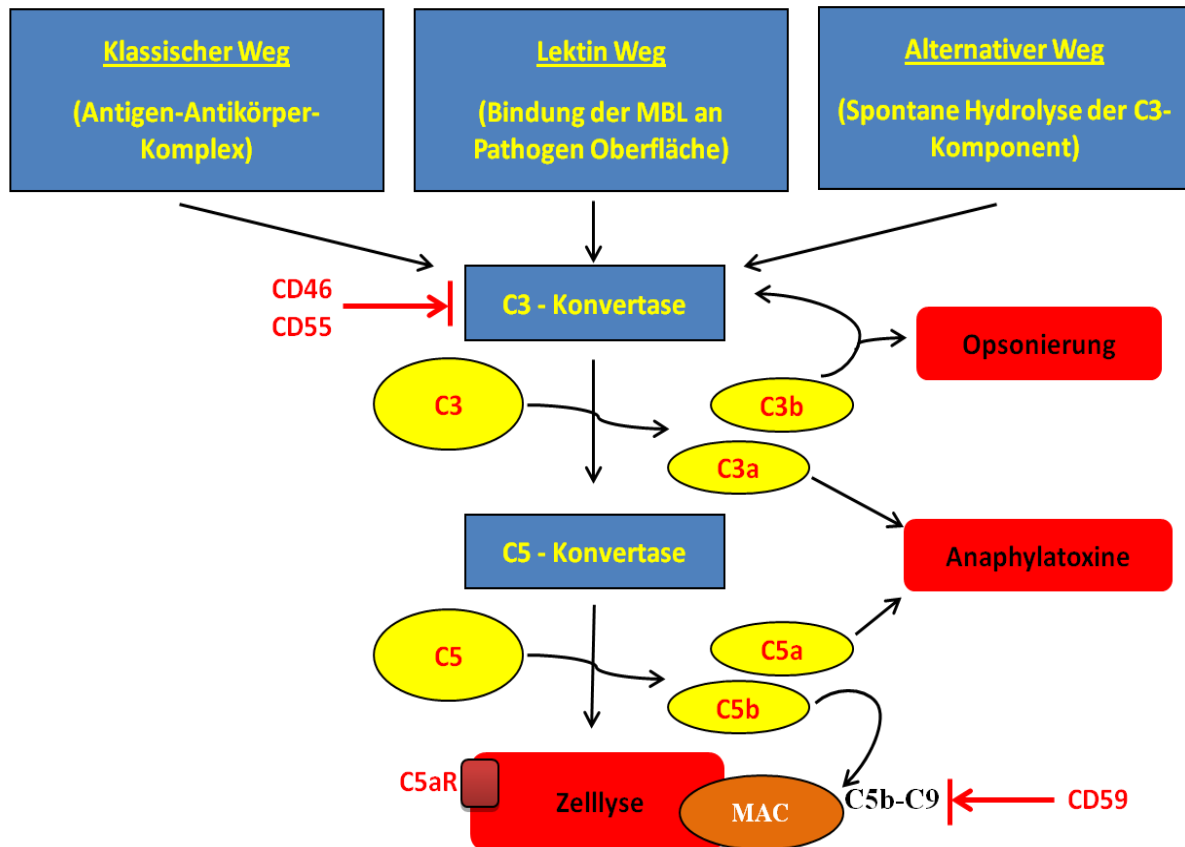 Klassischer Weg
(Antigen-Antikörper-
Komplex)
Lektin Weg
(Bindung der MBL an
Pathogen Oberfläche)
Alternativer Weg
(Spontane Hydrolyse der C3-
Komponent)
CD46
CD55
C3 - Konvertase
Opsonierung
C3
C3b
C3a
C5 - Konvertase
Anaphylatoxine
C5
C5a
C5b
C5aR
Zelllyse
MAC
C5b-C9
CD59